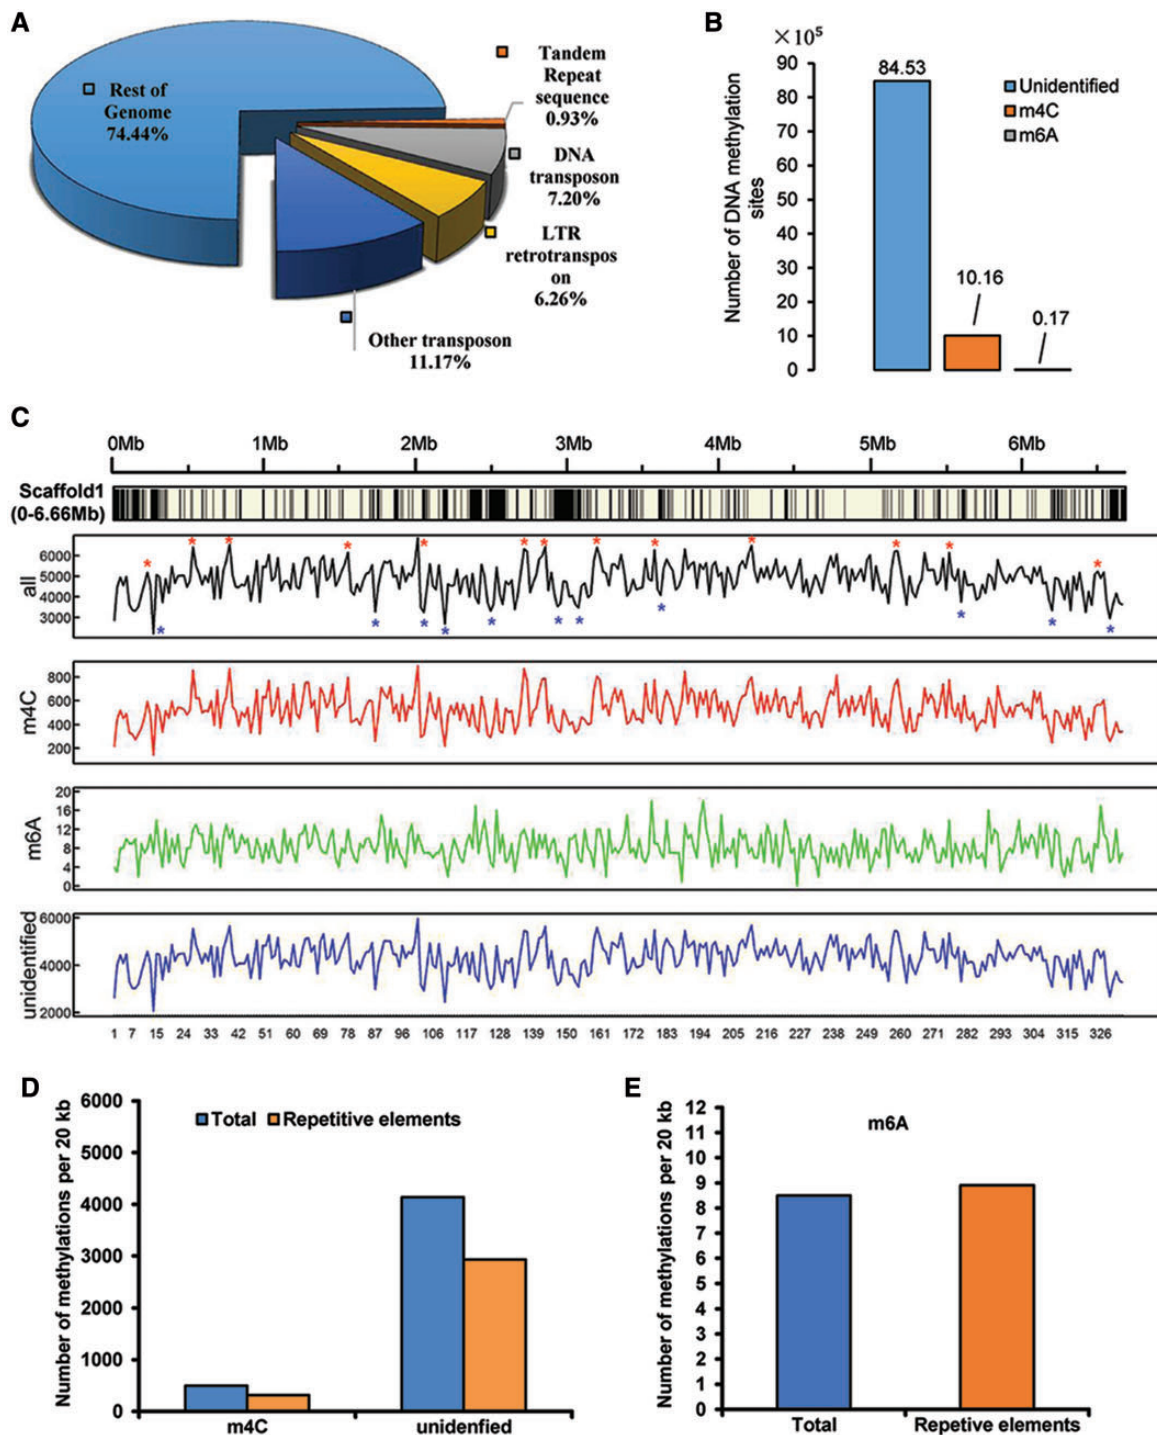 A
Rest of
Genome
74.44%
Tandem
Repeat
sequence
0.93%
DNA
transposon
7.20%
LTR
retrotranspos
on
6.26%
Other transposon
11.17%
B
×10⁵
Number of DNA methylation
sites
90
80
70
60
50
40
30
20
10
0
84.53
10.16
0.17
Unidentified
m4C
m6A
C
0Mb 1Mb 2Mb 3Mb 4Mb 5Mb 6Mb
Scaffold1
(0-6.66Mb)
all
6000
5000
4000
3000
m4C
800
600
400
200
m6A
20
16
12
8
4
0
unidentified
6000
4000
2000
1 7 15 24 33 42 51 60 69 78 87 96 106 117 128 139 150 161 172 183 194 205 216 227 238 249 260 271 282 293 304 315 326
D
Number of methylations per 20 kb
6000
5000
4000
3000
2000
1000
0
Total Repetitive elements
m4C unidenfied
E
Number of methylations per 20 kb
12
11
10
9
8
7
6
5
4
3
2
1
0
m6A
Total Repetive elements